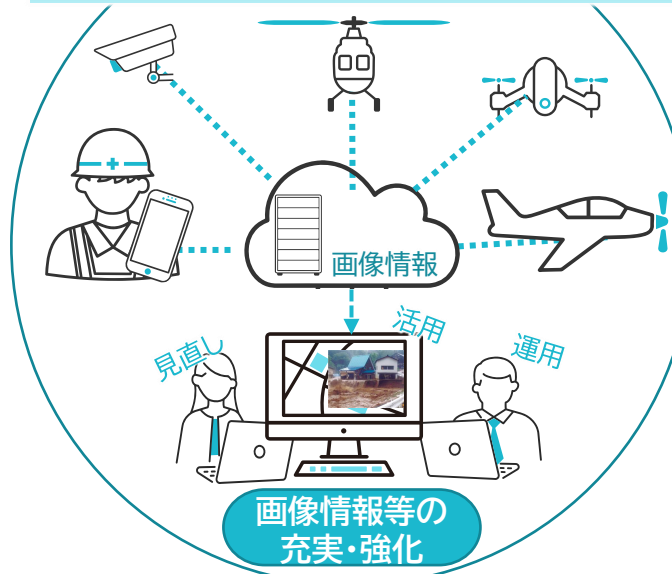 画像情報
見直し
活用
運用
画像情報等の
充実・強化